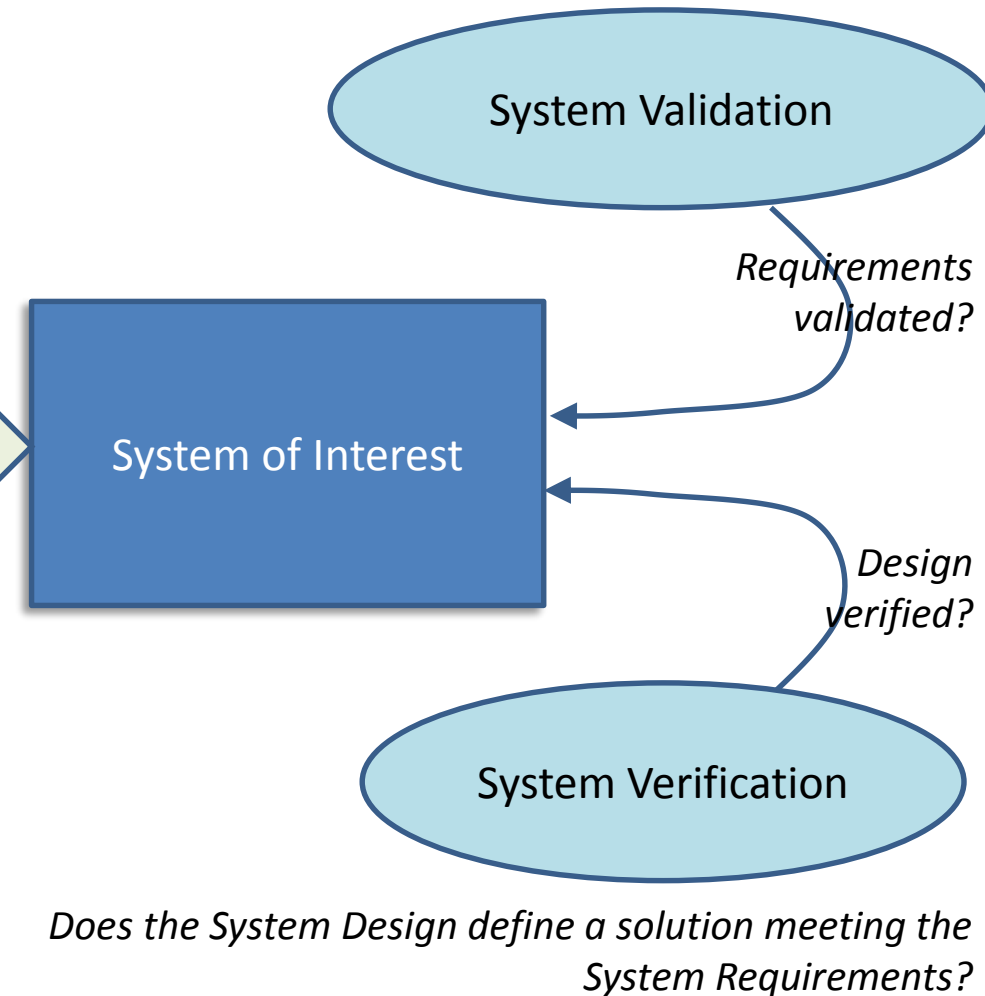 System Validation
Requirements
validated?
System of Interest
Design
verified?
System Verification
Does the System Design define a solution meeting the
System Requirements?